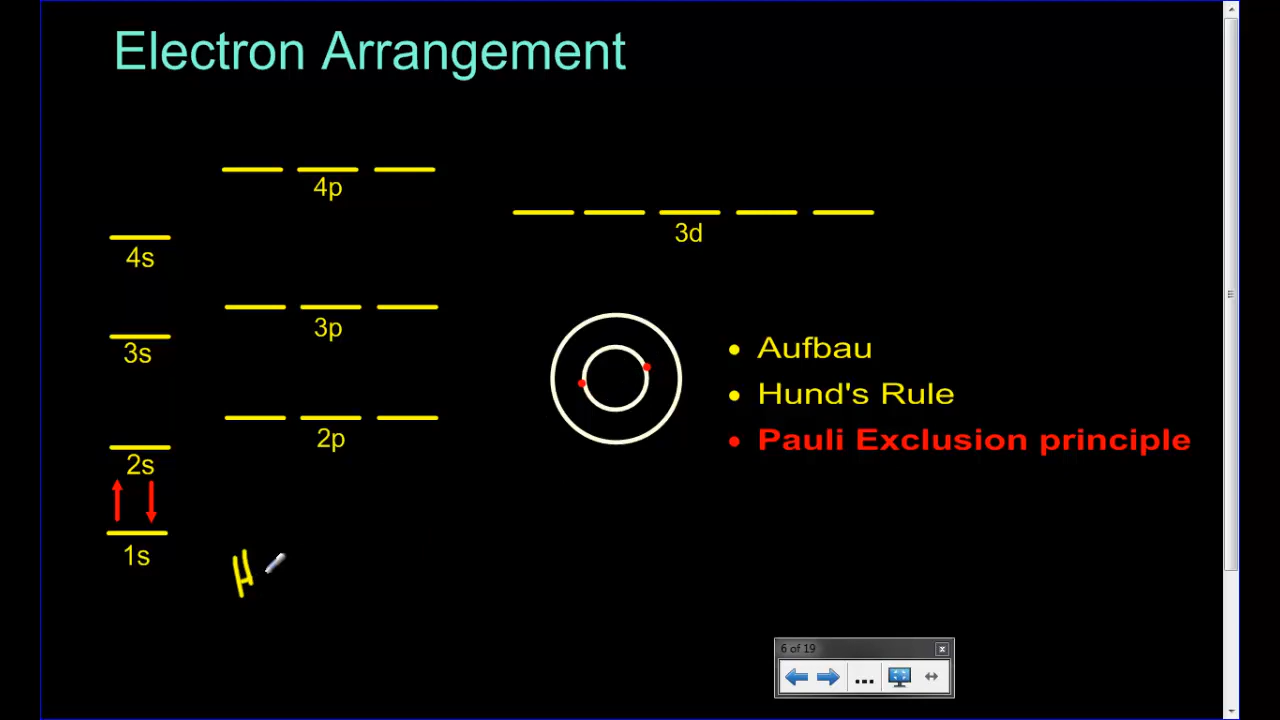 Electron Arrangement
4p
3d
4s
3p
3s
2p
2s
1s
H
• Aufbau
• Hund's Rule
• Pauli Exclusion principle
6 of 19
...